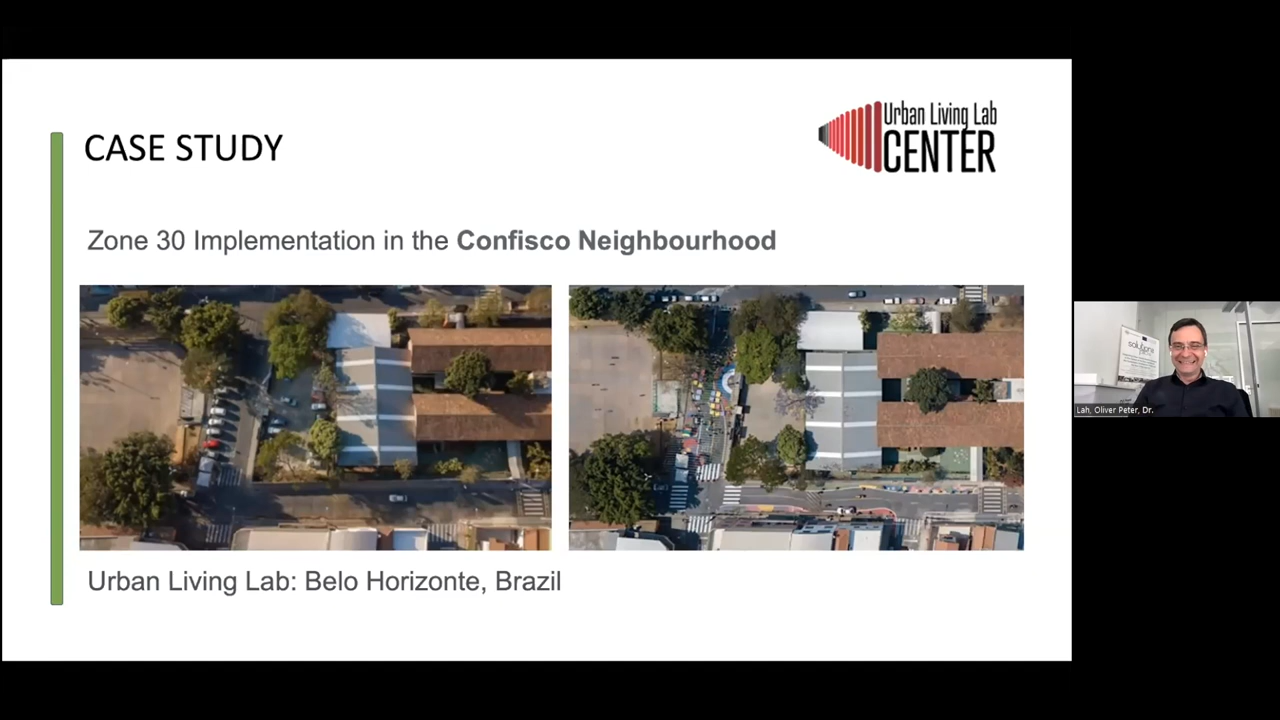 CASE STUDY
Urban Living Lab
CENTER
Zone 30 Implementation in the Confisco Neighbourhood
Urban Living Lab: Belo Horizonte, Brazil
solutions
Lah, Oliver Peter, Dr.